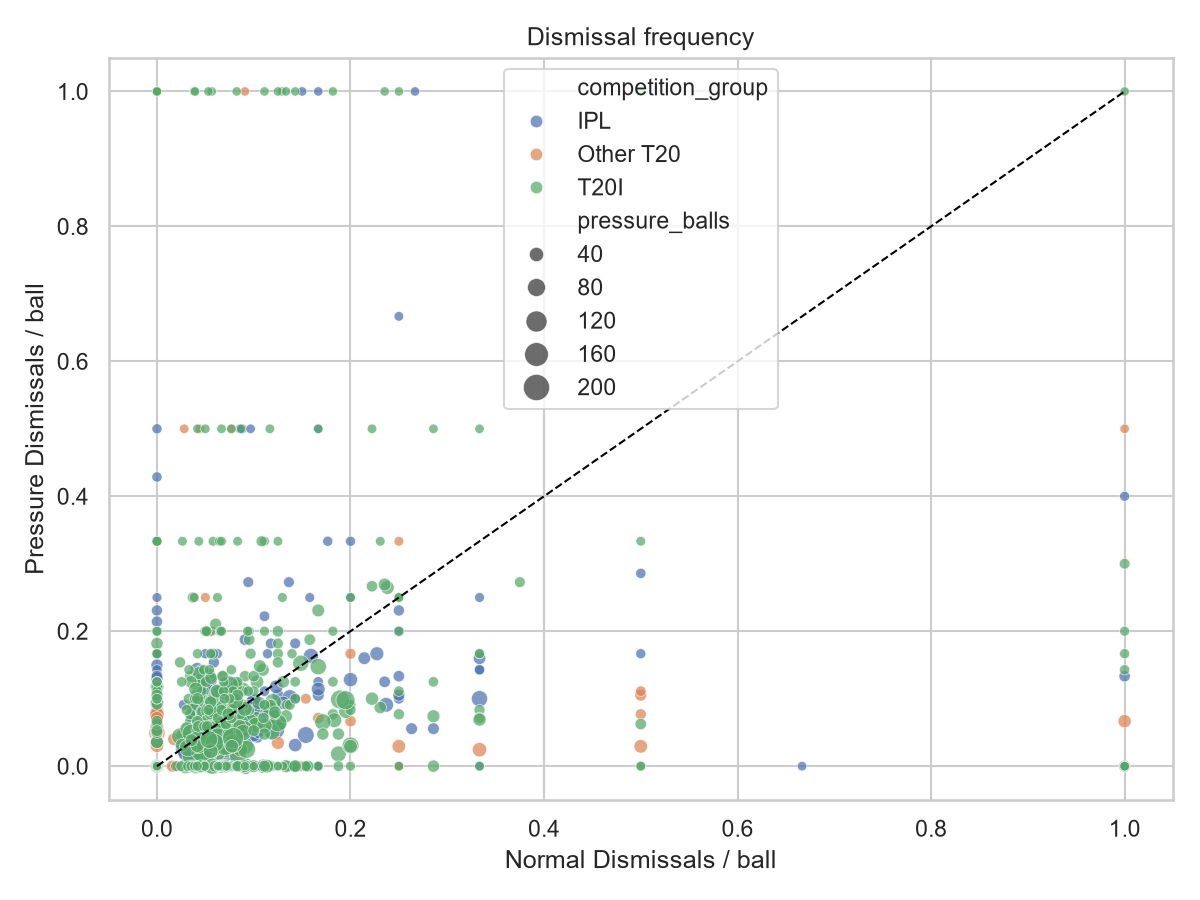 Dismissal frequency
competition_group
IPL
Other T20
T20I
pressure_balls
40
80
120
160
200
Pressure Dismissals / ball
1.0
0.8
0.6
0.4
0.2
0.0
0.0 0.2 0.4 0.6 0.8 1.0
Normal Dismissals / ball